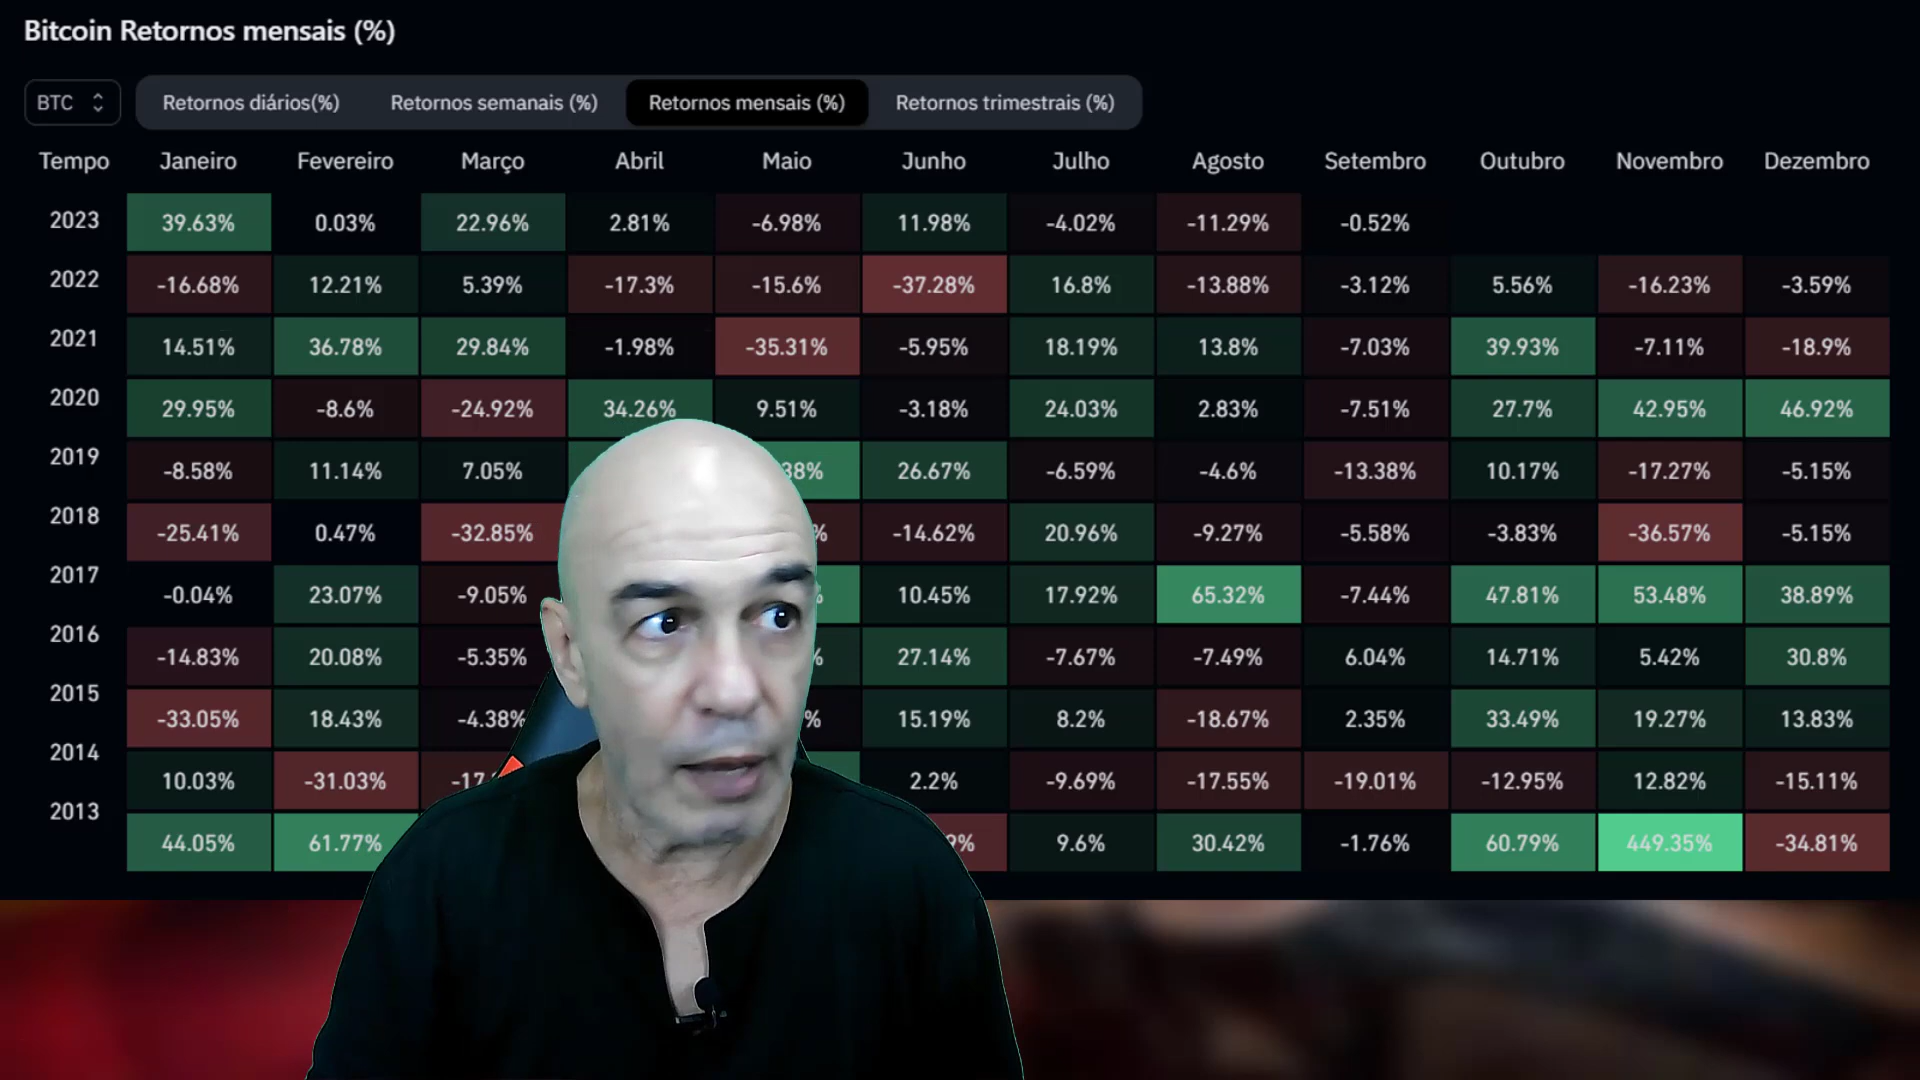 Bitcoin Retornos mensais (%)
BTC Retornos diários(%) Retornos semanais (%) Retornos mensais (%) Retornos trimestrais (%)
Tempo Janeiro Fevereiro Março Abril Maio Junho Julho Agosto Setembro Outubro Novembro Dezembro
2023 39.63% 0.03% 22.96% 2.81% -6.98% 11.98% -4.02% -11.29% -0.52%
2022 -16.68% 12.21% 5.39% -17.3% -15.6% -37.28% 16.8% -13.88% -3.12% 5.56% -16.23% -3.59%
2021 14.51% 36.78% 29.84% -1.98% -35.31% -5.95% 18.19% 13.8% -7.03% 39.93% -7.11% -18.9%
2020 29.95% -8.6% -24.92% 34.26% 9.51% -3.18% 24.03% 2.83% -7.51% 27.7% 42.95% 46.92%
2019 -8.58% 11.14% 7.05% 38% 26.67% -6.59% -4.6% -13.38% 10.17% -17.27% -5.15%
2018 -25.41% 0.47% -32.85% % -14.62% 20.96% -9.27% -5.58% -3.83% -36.57% -5.15%
2017 -0.04% 23.07% -9.05% % 10.45% 17.92% 65.32% -7.44% 47.81% 53.48% 38.89%
2016 -14.83% 20.08% -5.35% % 27.14% -7.67% -7.49% 6.04% 14.71% 5.42% 30.8%
2015 -33.05% 18.43% -4.38% % 15.19% 8.2% -18.67% 2.35% 33.49% 19.27% 13.83%
2014 10.03% -31.03% -17. 2.2% -9.69% -17.55% -19.01% -12.95% 12.82% -15.11%
2013 44.05% 61.77% 9% 9.6% 30.42% -1.76% 60.79% 449.35% -34.81%